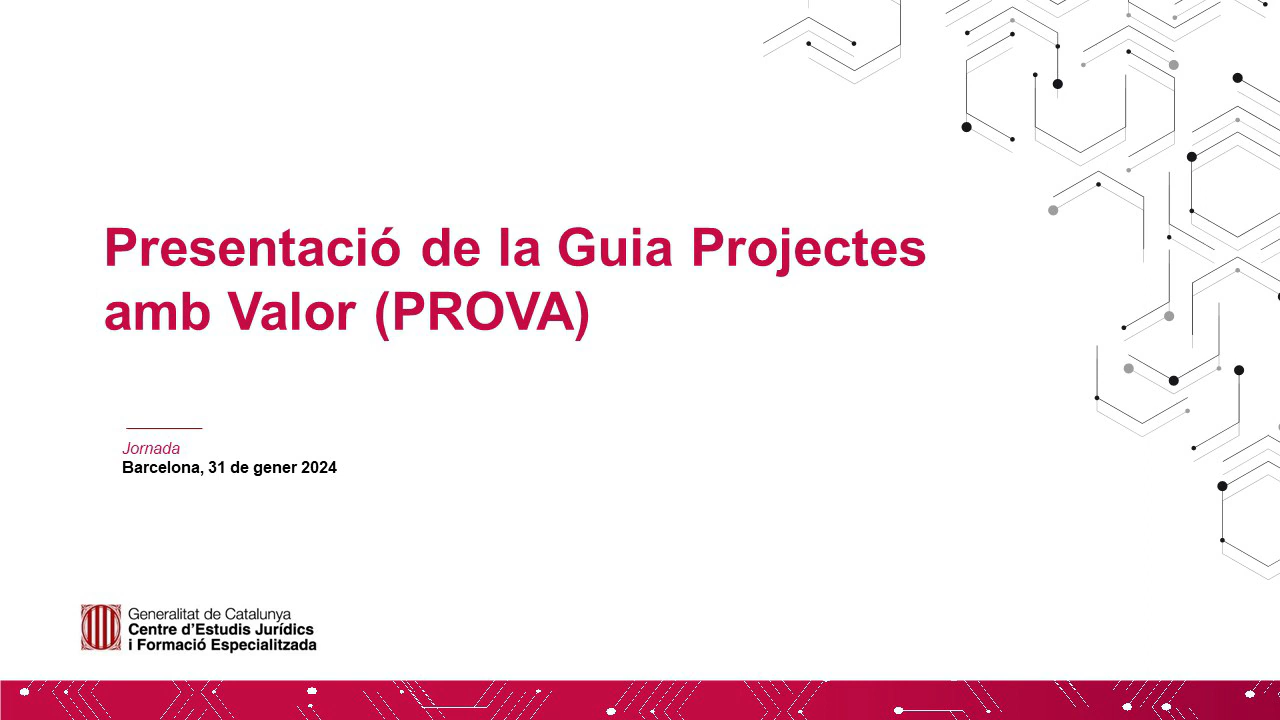 Presentació de la Guia Projectes
amb Valor (PROVA)
Jornada
Barcelona, 31 de gener 2024
Generalitat de Catalunya
Centre d'Estudis Jurídics
i Formació Especialitzada